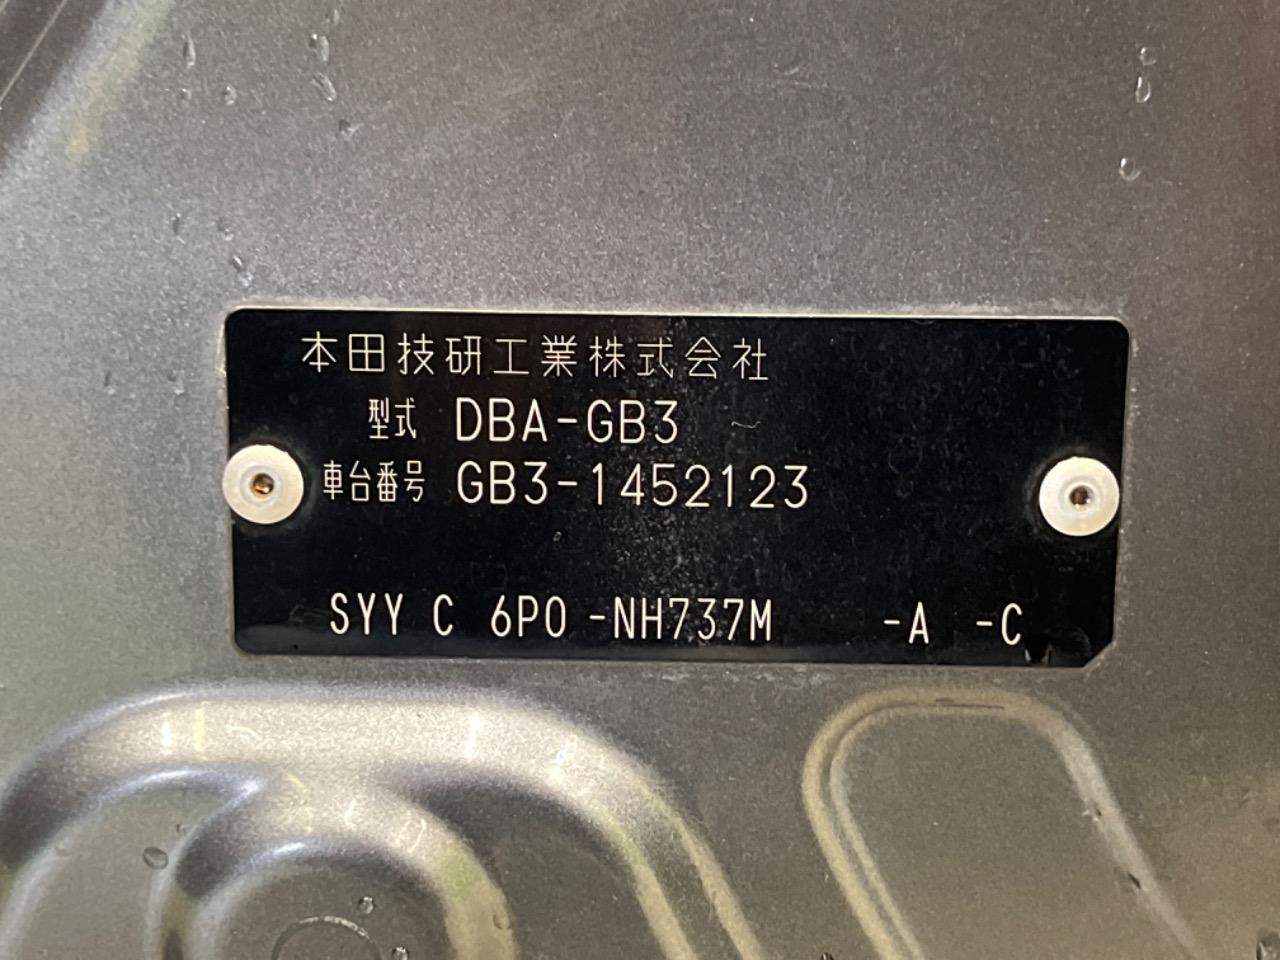 本田技研工業株式会社
型式 DBA-GB3
車台番号 GB3-1452123
SYY C 6P0 -NH737M -A -C